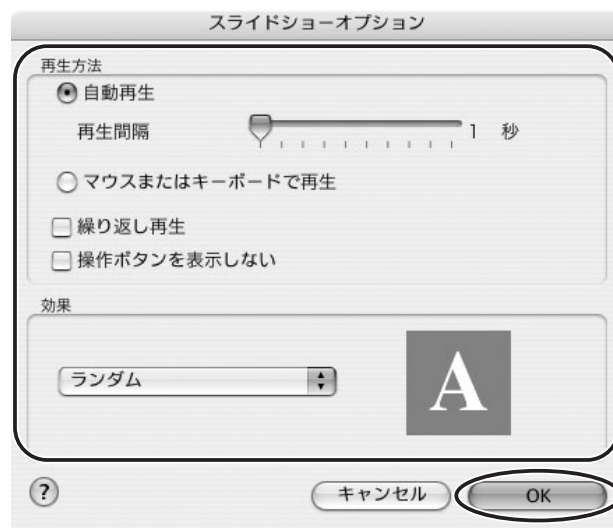 スライドショーオプション
再生方法
自動再生
再生間隔 1 秒
マウスまたはキーボードで再生
繰り返し再生
操作ボタンを表示しない
効果
ランダム
A
? キャンセル OK